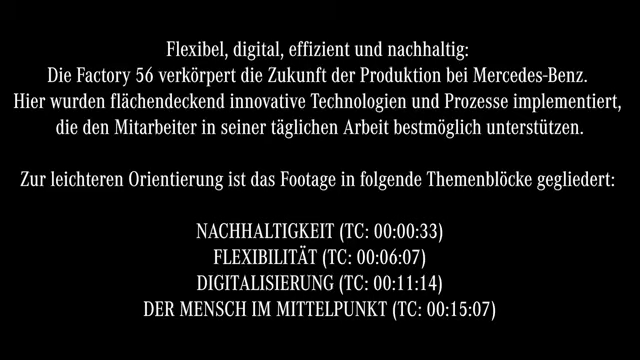 Flexibel, digital, effizient und nachhaltig:
Die Factory 56 verkörpert die Zukunft der Produktion bei Mercedes-Benz.
Hier wurden flächendeckend innovative Technologien und Prozesse implementiert,
die den Mitarbeiter in seiner täglichen Arbeit bestmöglich unterstützen.
Zur leichteren Orientierung ist das Footage in folgende Themenblöcke gegliedert:
NACHHALTIGKEIT (TC: 00:00:33)
FLEXIBILITÄT (TC: 00:06:07)
DIGITALISIERUNG (TC: 00:11:14)
DER MENSCH IM MITTELPUNKT (TC: 00:15:07)